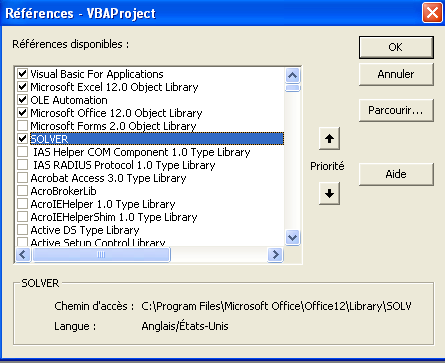 Références - VBAProject
Références disponibles :
OK
Annuler
Parcourir...
Aide
Visual Basic For Applications
Microsoft Excel 12.0 Object Library
OLE Automation
Microsoft Office 12.0 Object Library
Microsoft Forms 2.0 Object Library
SOLVER
IAS Helper COM Component 1.0 Type Library
IAS RADIUS Protocol 1.0 Type Library
Acrobat Access 3.0 Type Library
AcroBrokerLib
AcroIEHelper 1.0 Type Library
AcroIEHelperShim 1.0 Type Library
Active DS Type Library
Active Setup Control Library
Priorité
SOLVER
Chemin d'accès : C:\Program Files\Microsoft Office\Office12\Library\SOLV
Langue : Anglais/États-Unis